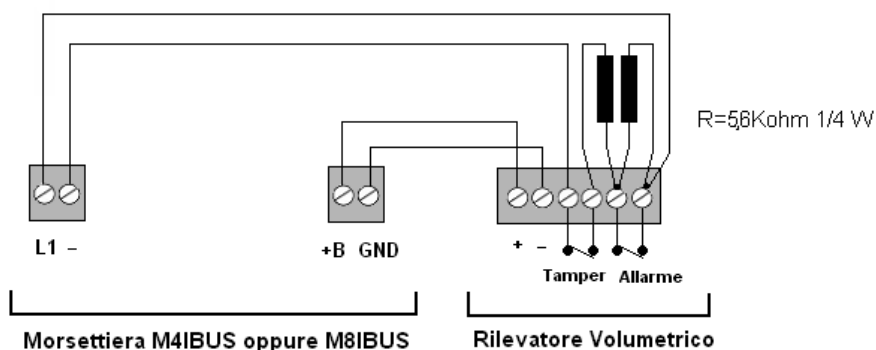 R=5,6Kohm 1/4 W
L1 –
+B GND
+ –
Tamper Allarme
Morsettiera M4IBUS oppure M8IBUS
Rilevatore Volumetrico